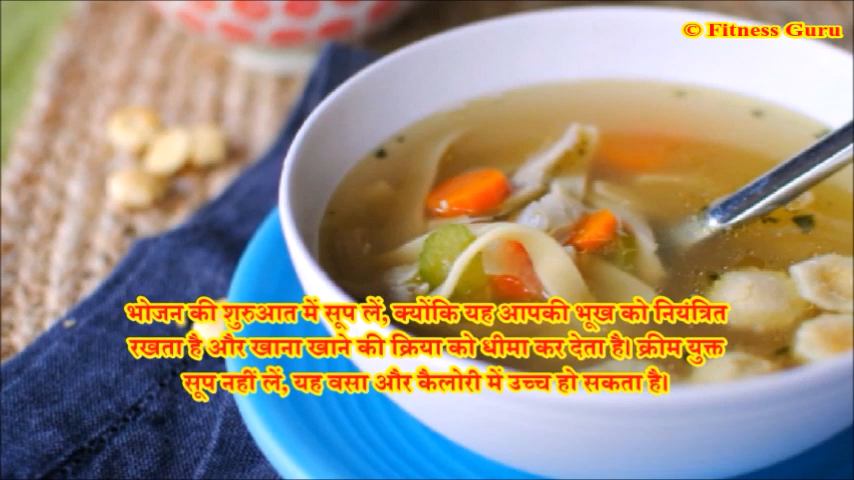 © Fitness Guru
भोजन की शुरुआत में सूप लें, क्योंकि यह आपकी भूख को नियंत्रित
रखता है और खाना खाने की क्रिया को धीमा कर देता है। क्रीम युक्त
सूप नहीं लें, यह वसा और कैलोरी में उच्च हो सकता है।